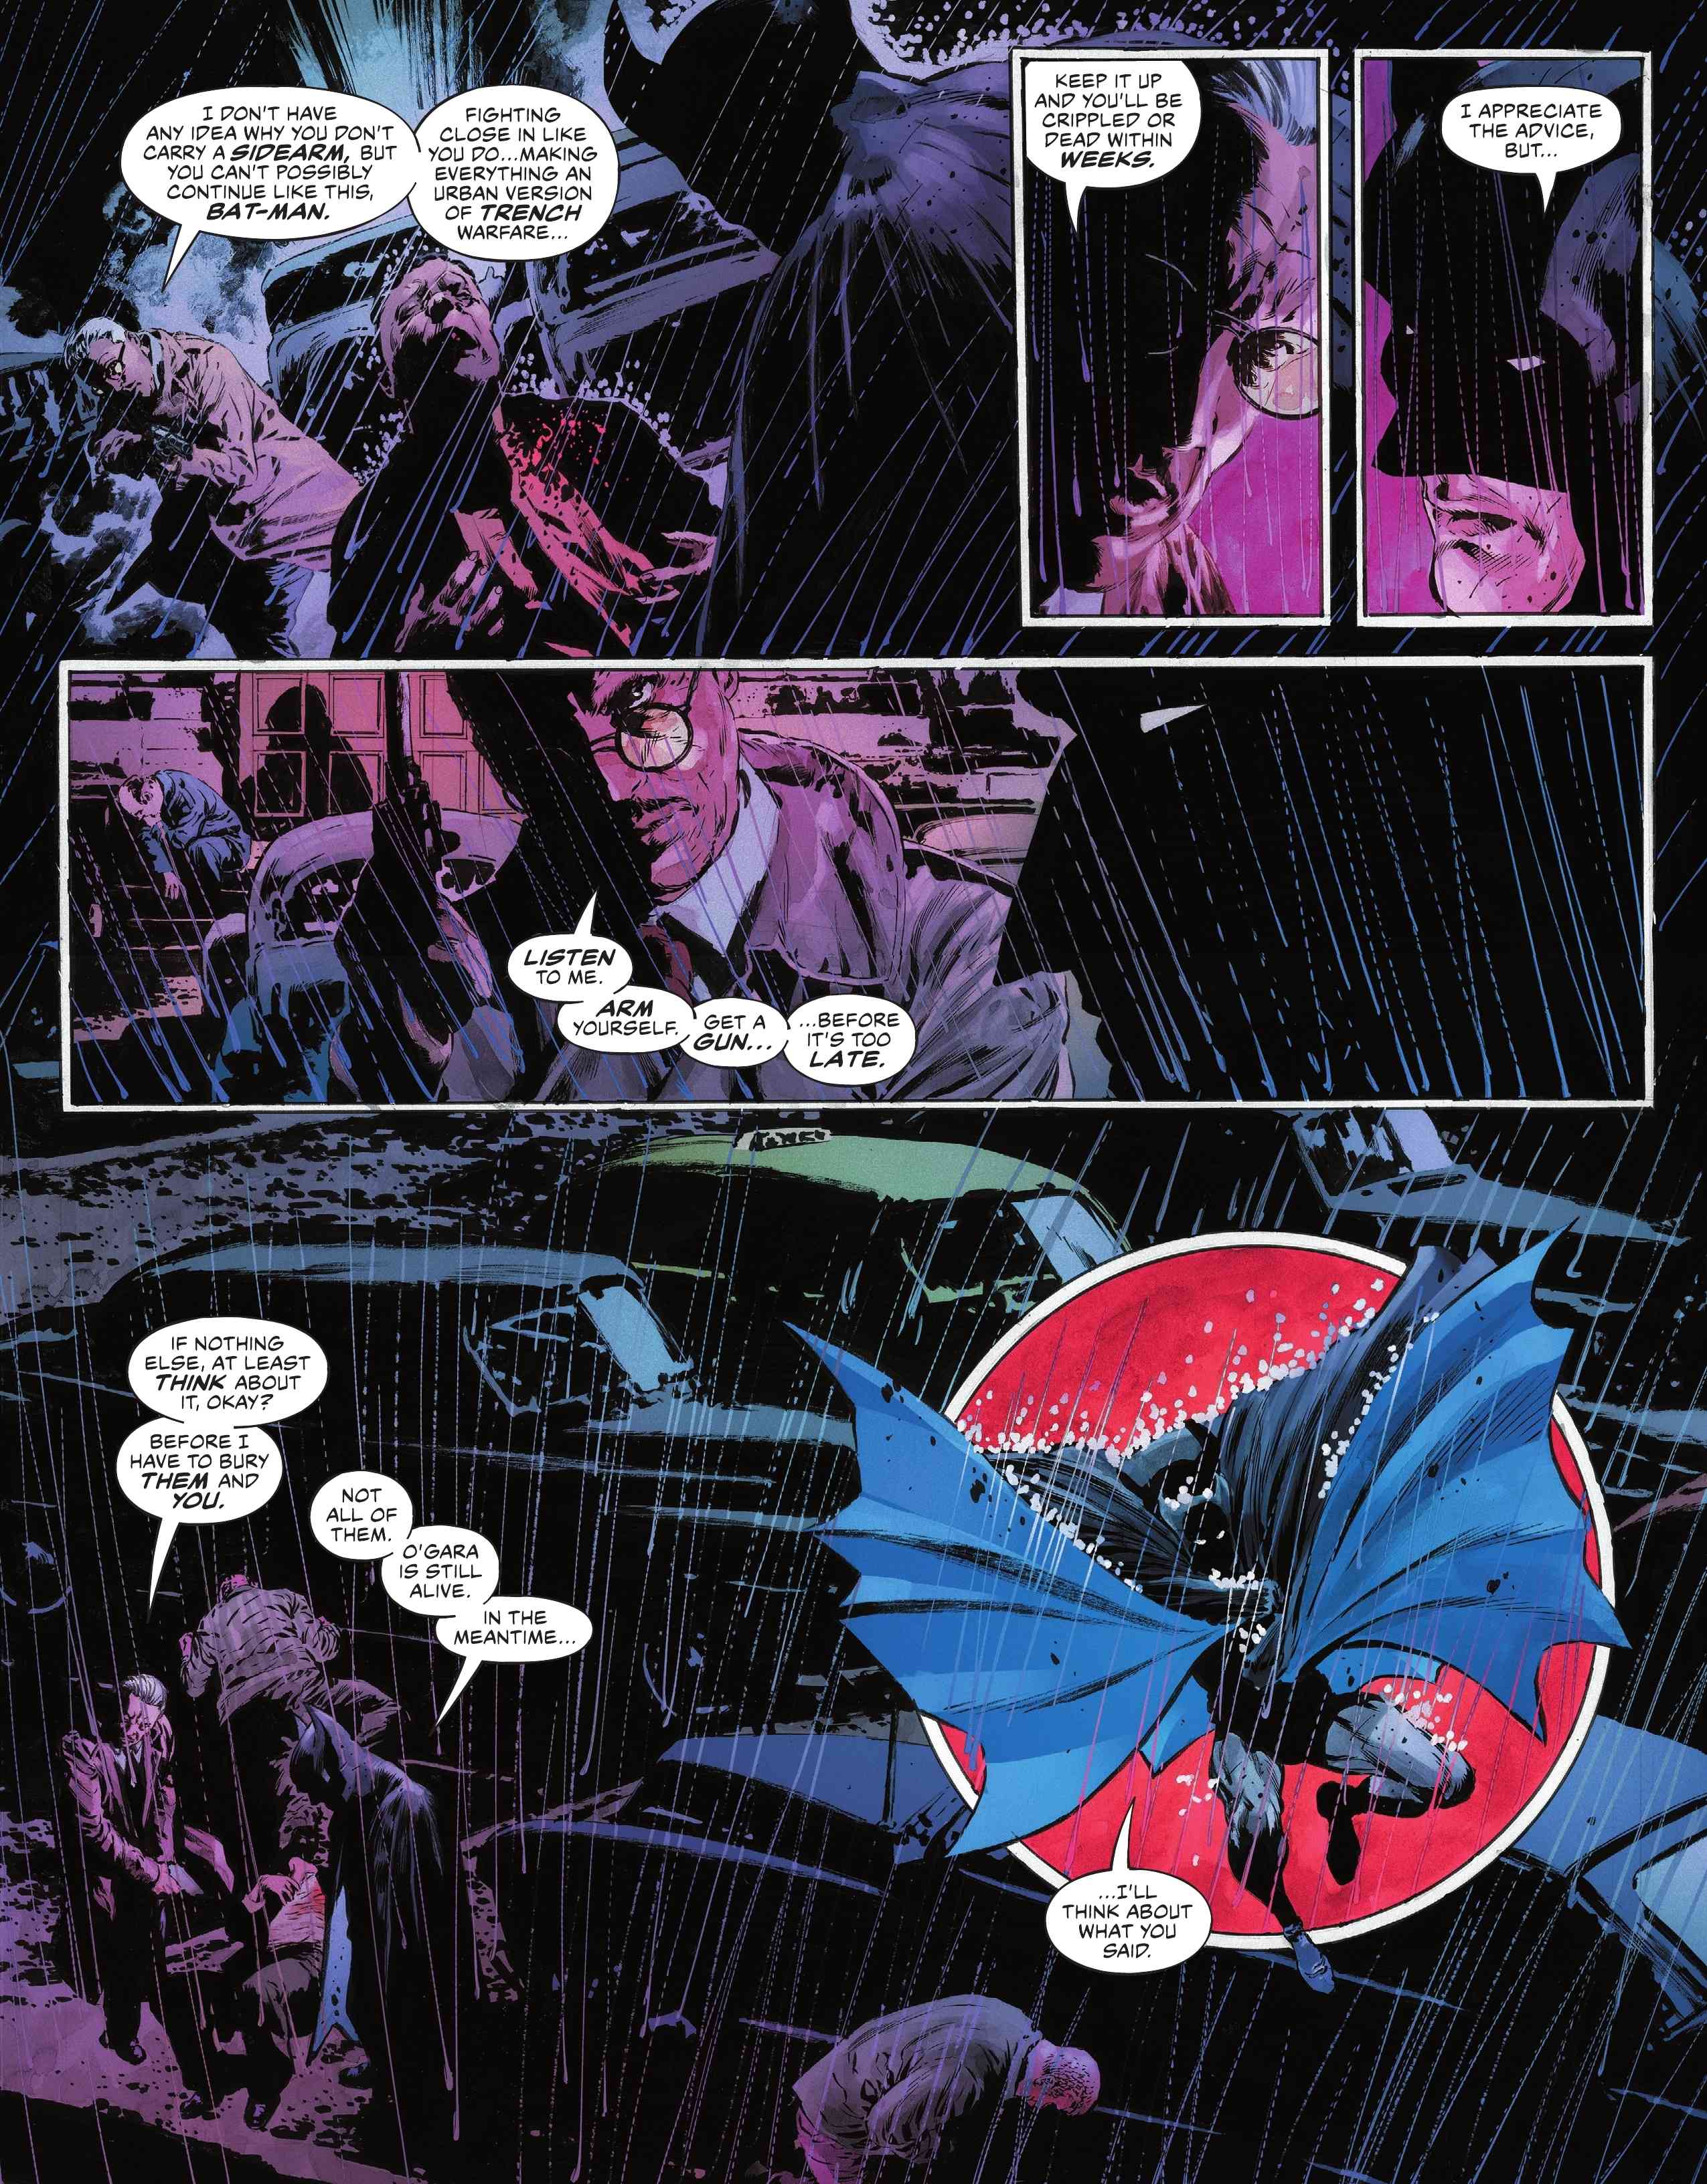 I DON'T HAVE
ANY IDEA WHY YOU DON'T
CARRY A SIDEARM, BUT
YOU CAN'T POSSIBLY
CONTINUE LIKE THIS,
BAT-MAN.
FIGHTING
CLOSE IN LIKE
YOU DO...MAKING
EVERYTHING AN
URBAN VERSION
OF TRENCH
WARFARE...
KEEP IT UP
AND YOU'LL BE
CRIPPLED OR
DEAD WITHIN
WEEKS.
I APPRECIATE
THE ADVICE,
BUT...
LISTEN
TO ME.
ARM
YOURSELF.
GET A
GUN...
...BEFORE
IT'S TOO
LATE.
IF NOTHING
ELSE, AT LEAST
THINK ABOUT
IT, OKAY?
BEFORE I
HAVE TO BURY
THEM AND
YOU.
NOT
ALL OF
THEM.
O'GARA
IS STILL
ALIVE.
IN THE
MEANTIME...
...I'LL
THINK ABOUT
WHAT YOU
SAID.